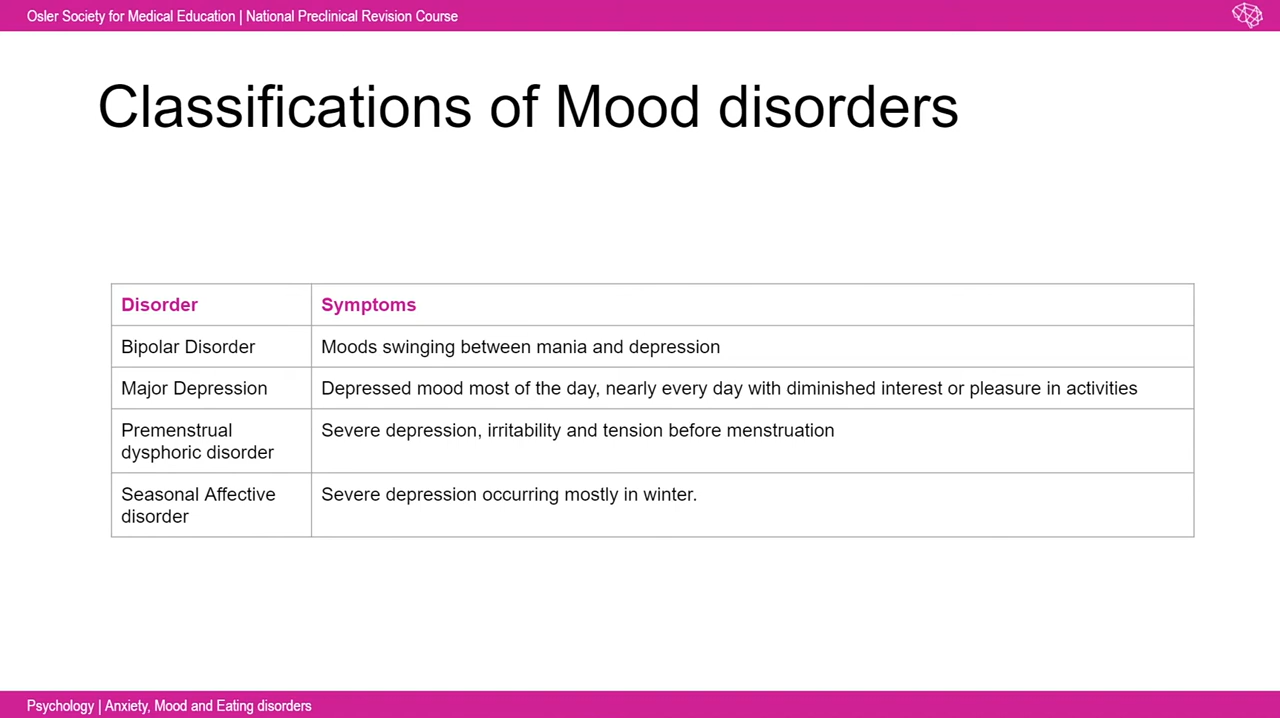 Osler Society for Medical Education | National Preclinical Revision Course
Classifications of Mood disorders
Disorder
Symptoms
Bipolar Disorder
Moods swinging between mania and depression
Major Depression
Depressed mood most of the day, nearly every day with diminished interest or pleasure in activities
Premenstrual
dysphoric disorder
Severe depression, irritability and tension before menstruation
Seasonal Affective
disorder
Severe depression occurring mostly in winter.
Psychology | Anxiety, Mood and Eating disorders